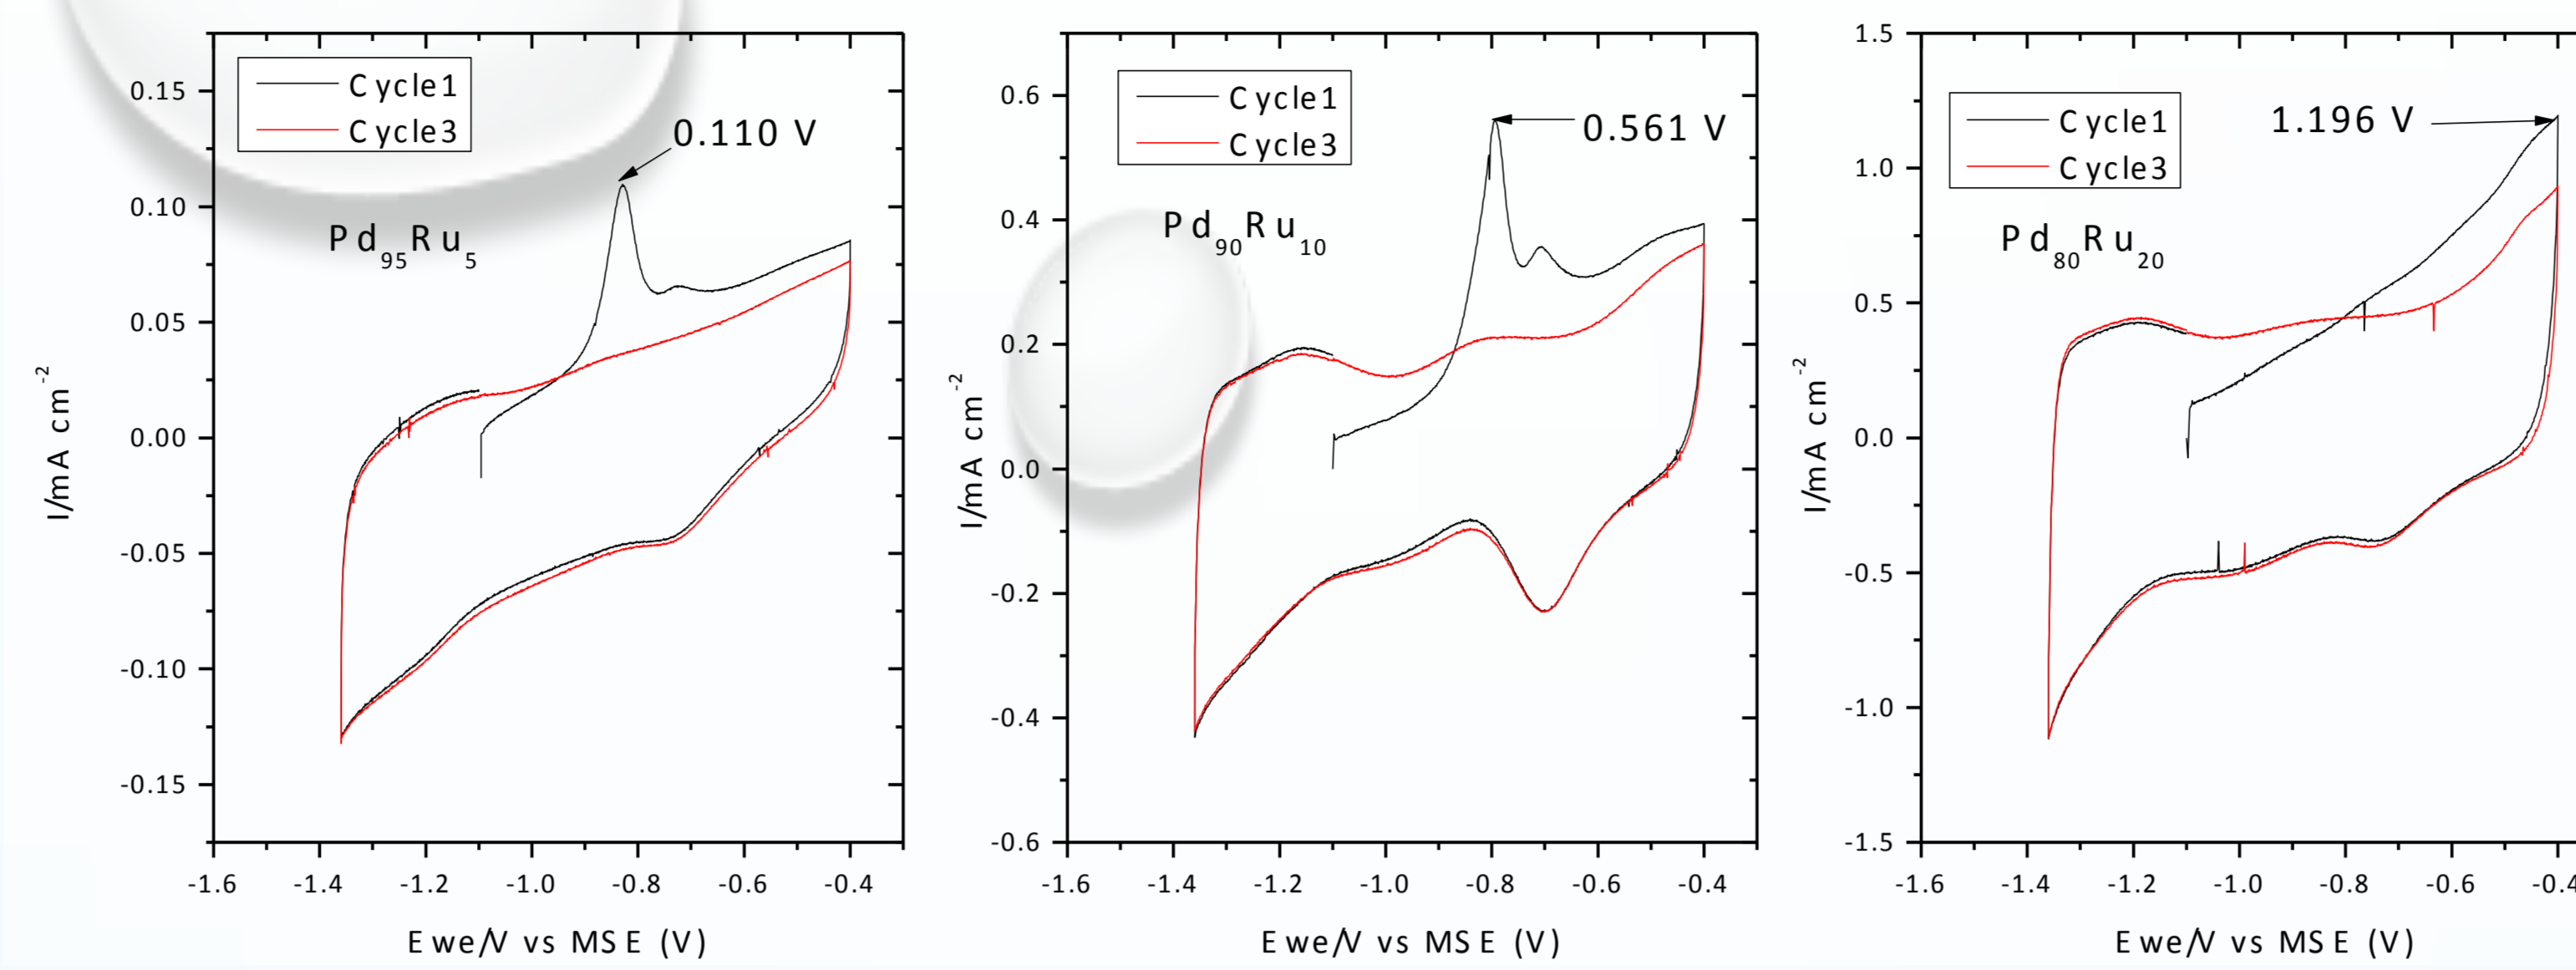 Cycle1
Cycle3
0.110 V
Pd95Ru5
0.15
0.10
0.05
0.00
-0.05
-0.10
-0.15
I/mA cm-2
-1.6 -1.4 -1.2 -1.0 -0.8 -0.6 -0.4
Ewe/V vs MSE (V)
Cycle1
Cycle3
0.561 V
Pd90Ru10
0.6
0.4
0.2
0.0
-0.2
-0.4
-0.6
I/mA cm-2
-1.6 -1.4 -1.2 -1.0 -0.8 -0.6 -0.4
Ewe/V vs MSE (V)
Cycle1
Cycle3
1.196 V
Pd80Ru20
1.5
1.0
0.5
0.0
-0.5
-1.0
-1.5
I/mA cm-2
-1.6 -1.4 -1.2 -1.0 -0.8 -0.6 -0.4
Ewe/V vs MSE (V)